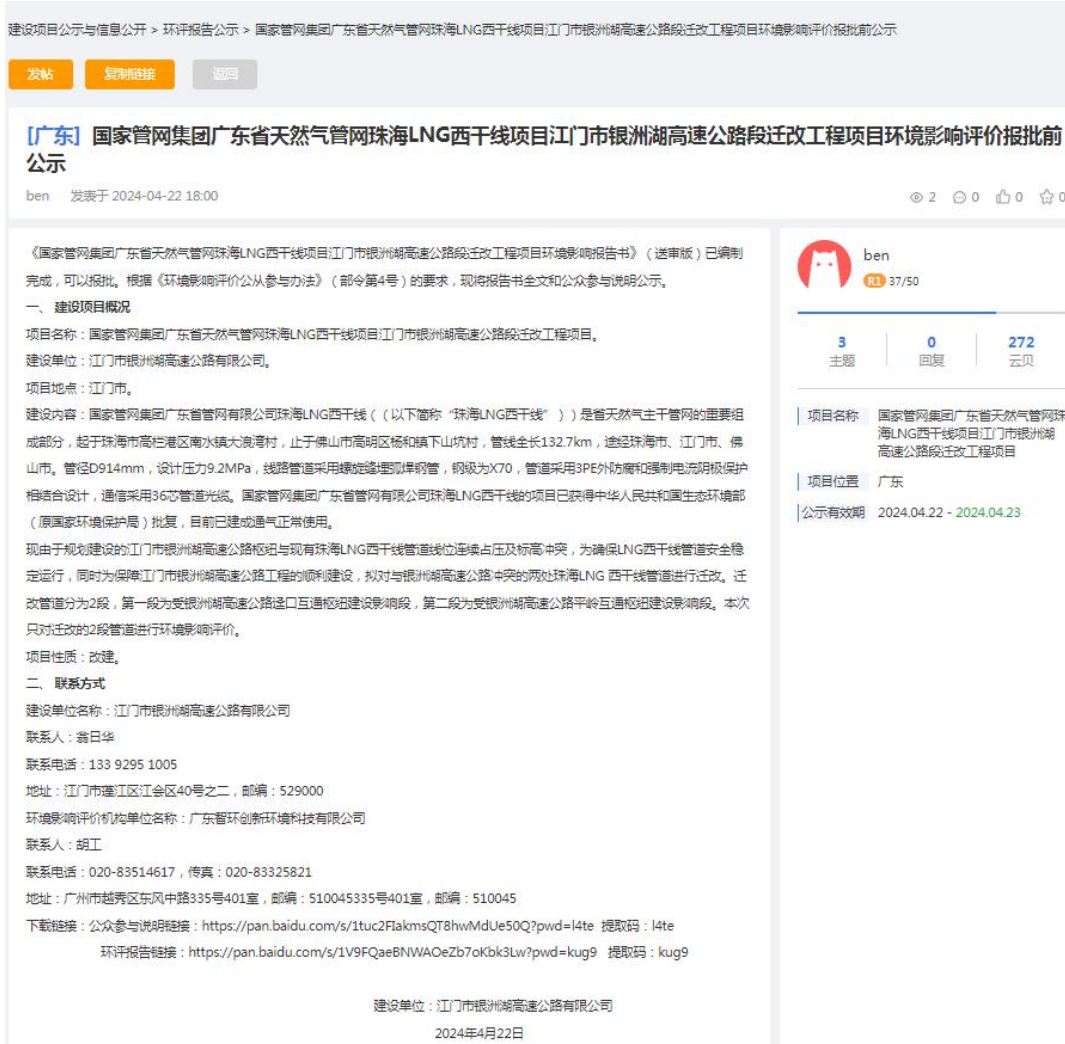 建设项目公示与信息公开 > 环评报告公示 > 国家管网集团广东省天然气管网珠海LNG西干线项目江门市银洲湖高速公路段迁改工程项目环境影响评价报批前公示
发帖 复制链接 返回
[广东] 国家管网集团广东省天然气管网珠海LNG西干线项目江门市银洲湖高速公路段迁改工程项目环境影响评价报批前
公示
ben 发表于 2024-04-22 18:00
2 0 0 0
《国家管网集团广东省天然气管网珠海LNG西干线项目江门市银洲湖高速公路段迁改工程项目环境影响报告书》（送审版）已编制
完成，可以报批。根据《环境影响评价公从参与办法》（部令第4号）的要求，现将报告书全文和公众参与说明公示。
一、 建设项目概况
项目名称：国家管网集团广东省天然气管网珠海LNG西干线项目江门市银洲湖高速公路段迁改工程项目。
建设单位：江门市银洲湖高速公路有限公司。
项目地点：江门市。
建设内容：国家管网集团广东省管网有限公司珠海LNG西干线（（以下简称“珠海LNG西干线”））是省天然气主干管网的重要组
成部分，起于珠海市高栏港区南水镇大浪湾村，止于佛山市高明区杨和镇下山坑村，管线全长132.7km，途经珠海市、江门市、佛
山市。管径D914mm，设计压力9.2MPa，线路管道采用螺旋缝埋弧焊钢管，钢级为X70，管道采用3PE外防腐和强制电流阴极保护
相结合设计，通信采用36芯管道光缆。国家管网集团广东省管网有限公司珠海LNG西干线的项目已获得中华人民共和国生态环境部
（原国家环境保护局）批复，目前已建成通气正常使用。
现由于规划建设的江门市银洲湖高速公路枢纽与现有珠海LNG西干线管道线位连续占压及标高冲突，为确保LNG西干线管道安全稳
定运行，同时为保障江门市银洲湖高速公路工程的顺利建设，拟对与银洲湖高速公路冲突的两处珠海LNG 西干线管道进行迁改。迁
改管道分为2段，第一段为受银洲湖高速公路迳口互通枢纽建设影响段，第二段为受银洲湖高速公路平岭互通枢纽建设影响段。本次
只对迁改的2段管道进行环境影响评价。
项目性质：改建。
二、 联系方式
建设单位名称：江门市银洲湖高速公路有限公司
联系人：翁日华
联系电话：133 9295 1005
地址：江门市蓬江区江会区40号之二，邮编：529000
环境影响评价机构单位名称：广东智环创新环境科技有限公司
联系人：胡工
联系电话：020-83514617，传真：020-83325821
地址：广州市越秀区东风中路335号401室，邮编：510045335号401室，邮编：510045
下载链接：公众参与说明链接：https://pan.baidu.com/s/1tuc2FIakmsQT8hwMdUe50Q?pwd=l4te 提取码：l4te
环评报告链接：https://pan.baidu.com/s/1V9FQaeBNWAOeZb7oKbk3Lw?pwd=kug9 提取码：kug9
建设单位：江门市银洲湖高速公路有限公司
2024年4月22日
ben
R1 37/50
3 0 272
主题 回复 云贝
项目名称 国家管网集团广东省天然气管网珠
海LNG西干线项目江门市银洲湖
高速公路段迁改工程项目
项目位置 广东
公示有效期 2024.04.22 - 2024.04.23